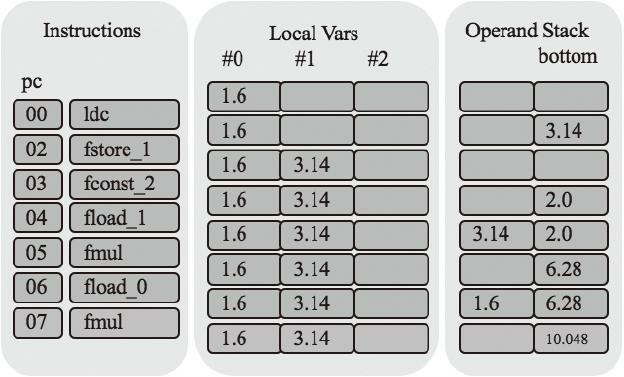 Instructions
pc
00 ldc
02 fstore_1
03 fconst_2
04 fload_1
05 fmul
06 fload_0
07 fmul
Local Vars
#0 #1 #2
1.6
1.6
1.6 3.14
1.6 3.14
1.6 3.14
1.6 3.14
1.6 3.14
1.6 3.14
Operand Stack
bottom
3.14
2.0
3.14 2.0
6.28
1.6 6.28
10.048